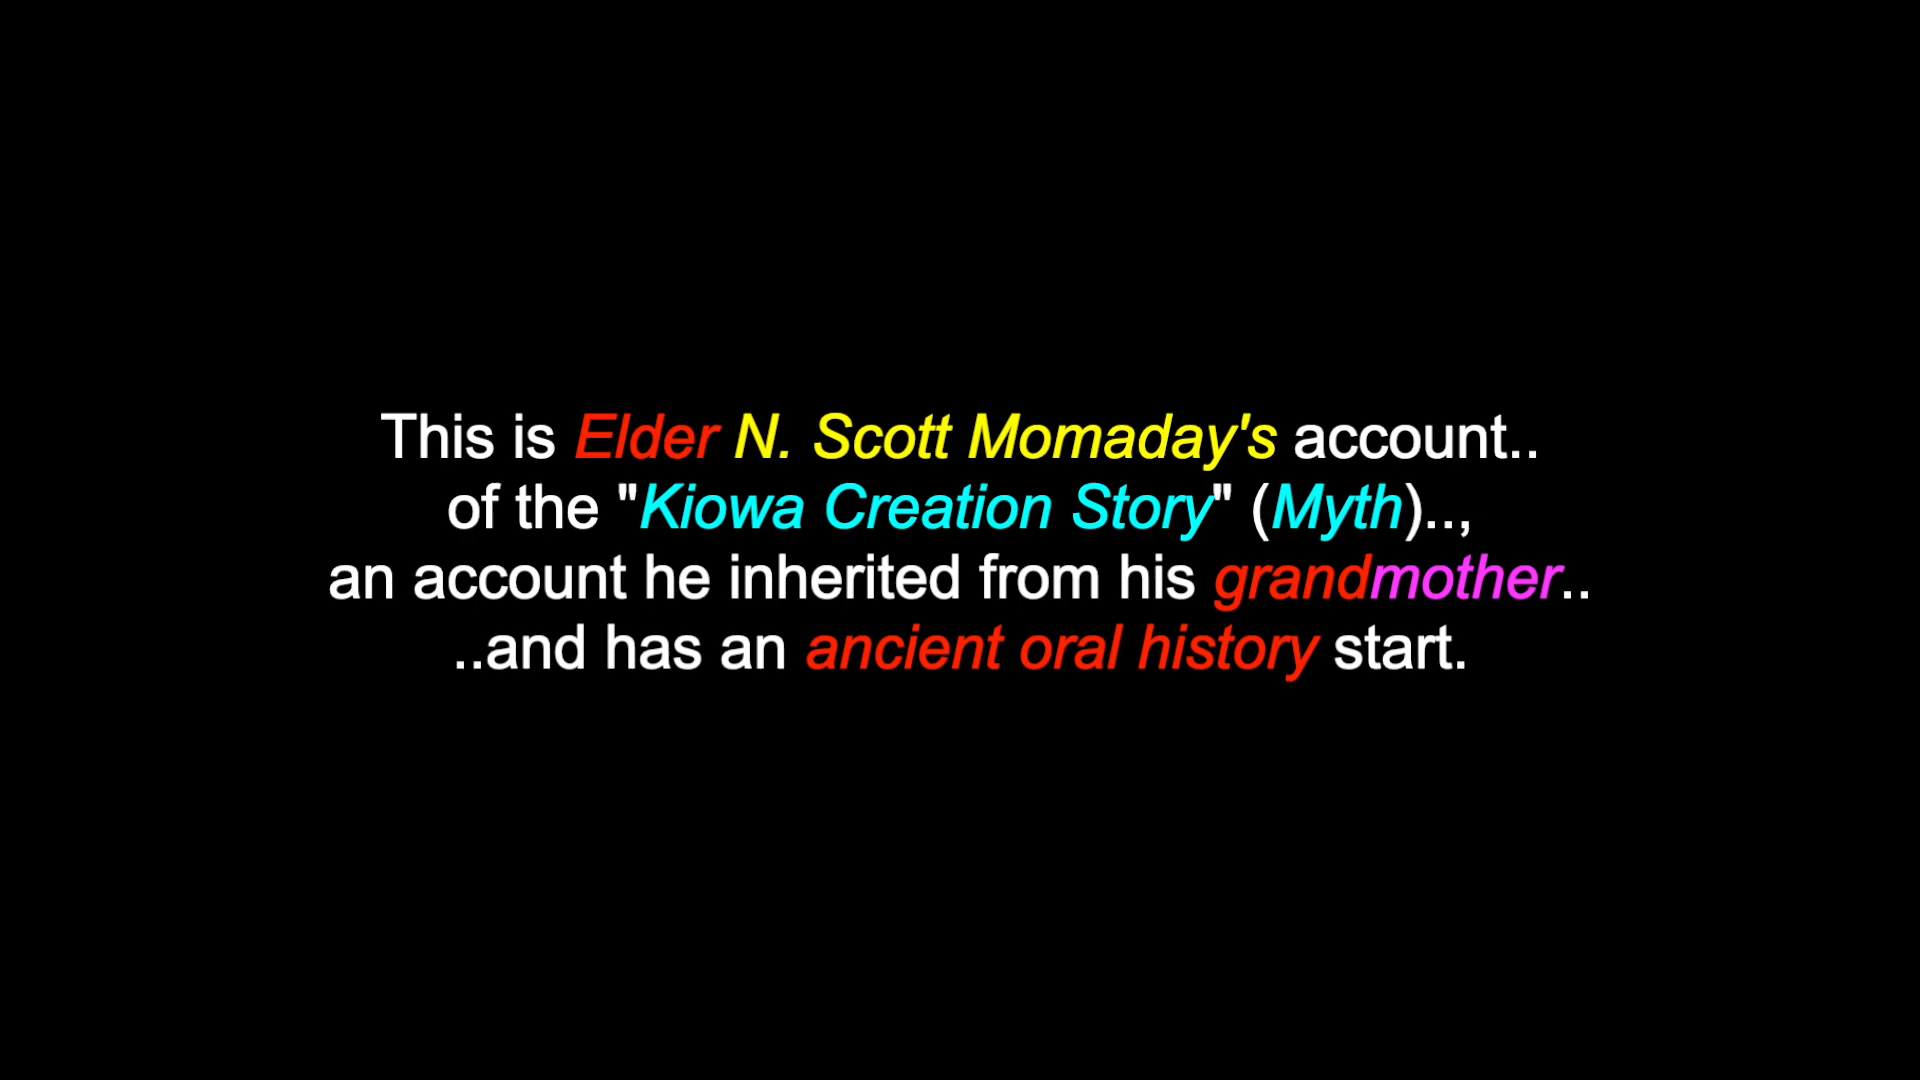 This is Elder N. Scott Momaday's account..
of the "Kiowa Creation Story" (Myth)..,
an account he inherited from his grandmother..
..and has an ancient oral history start.